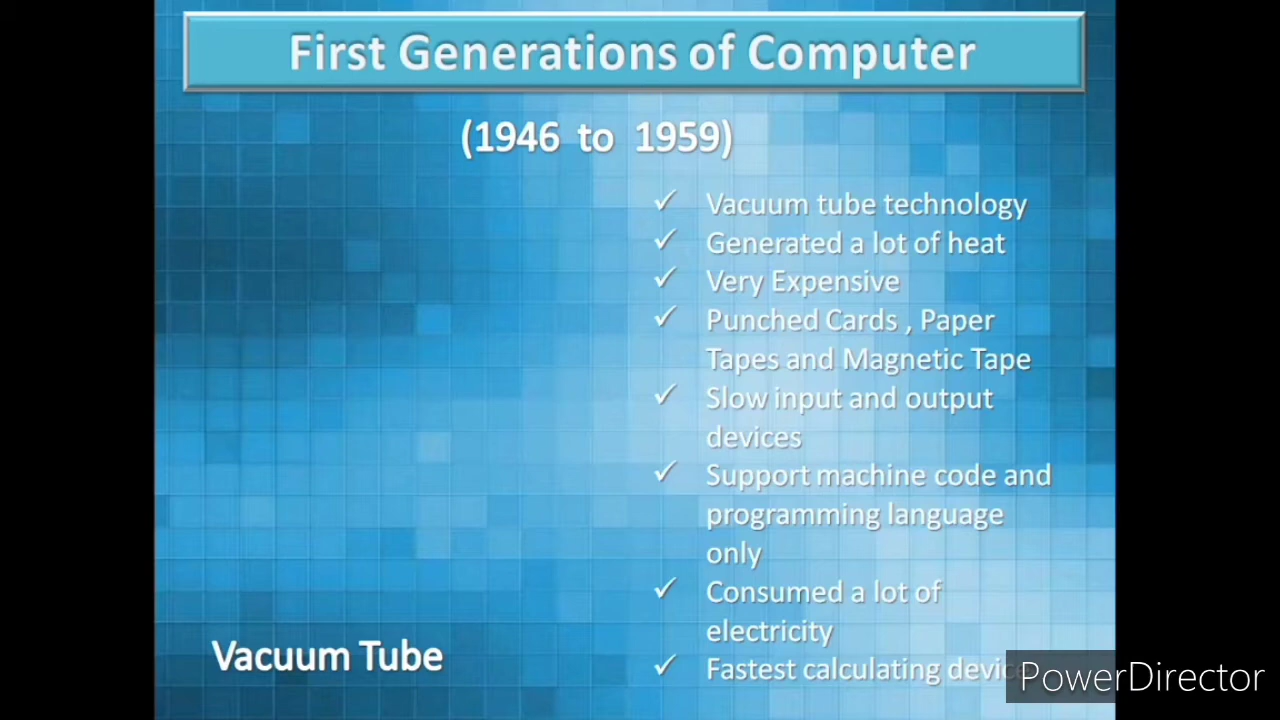 First Generations of Computer
(1946 to 1959)
✓ Vacuum tube technology
✓ Generated a lot of heat
✓ Very Expensive
✓ Punched Cards , Paper
Tapes and Magnetic Tape
✓ Slow input and output
devices
✓ Support machine code and
programming language
only
✓ Consumed a lot of
electricity
✓ Fastest calculating device
Vacuum Tube
PowerDirector